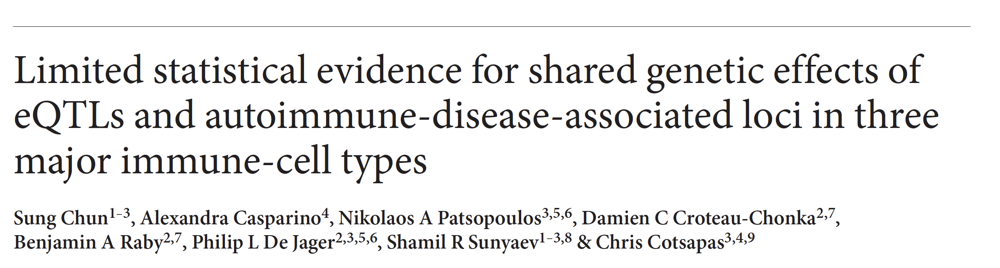 Limited statistical evidence for shared genetic effects of
eQTLs and autoimmune-disease-associated loci in three
major immune-cell types
Sung Chun1–3, Alexandra Casparino4, Nikolaos A Patsopoulos3,5,6, Damien C Croteau-Chonka2,7,
Benjamin A Raby2,7, Philip L De Jager2,3,5,6, Shamil R Sunyaev1–3,8 & Chris Cotsapas3,4,9